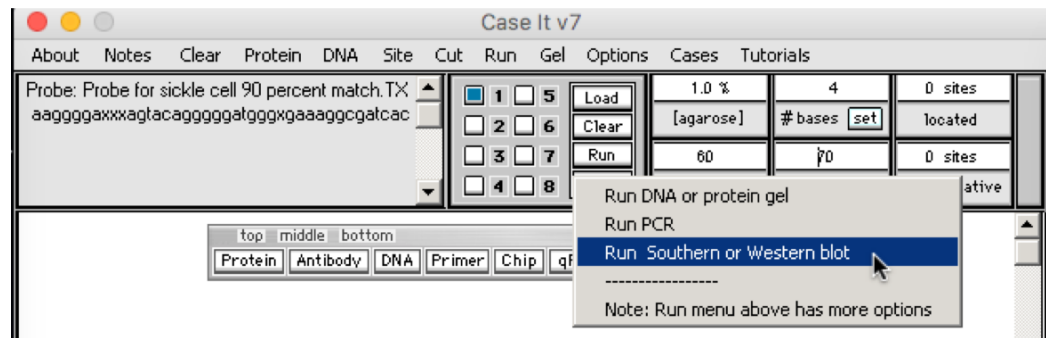 Case It v7
About Notes Clear Protein DNA Site Cut Run Gel Options Cases Tutorials
Probe: Probe for sickle cell 90 percent match.TX
aaggggaxxxagtacagggggatgggxgaaaggcgatcac
1 5
2 6
3 7
4 8
Load
Clear
Run
1.0 %
[agarose]
4
# bases set
0 sites
located
60
70
0 sites
ative
Run DNA or protein gel
Run PCR
Run Southern or Western blot
-----------------
Note: Run menu above has more options
top middle bottom
Protein Antibody DNA Primer Chip